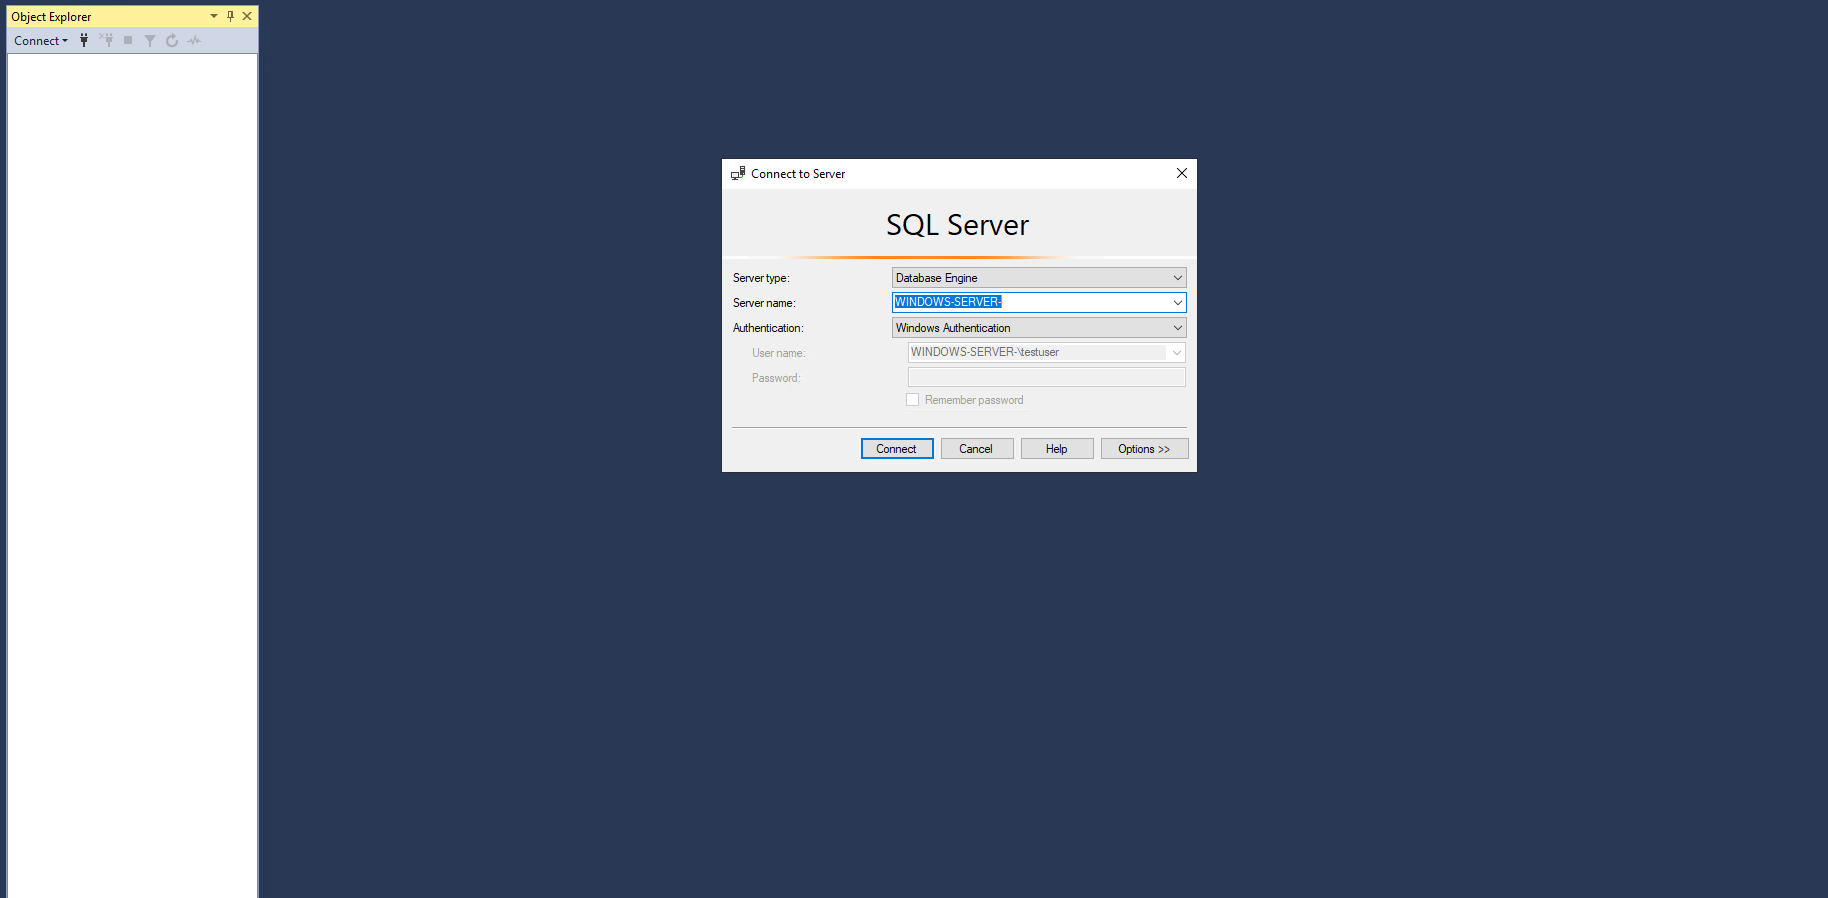 Object Explorer
Connect
Connect to Server
SQL Server
Server type: Database Engine
Server name: WINDOWS-SERVER-
Authentication: Windows Authentication
User name: WINDOWS-SERVER-\testuser
Password:
Remember password
Connect Cancel Help Options >>